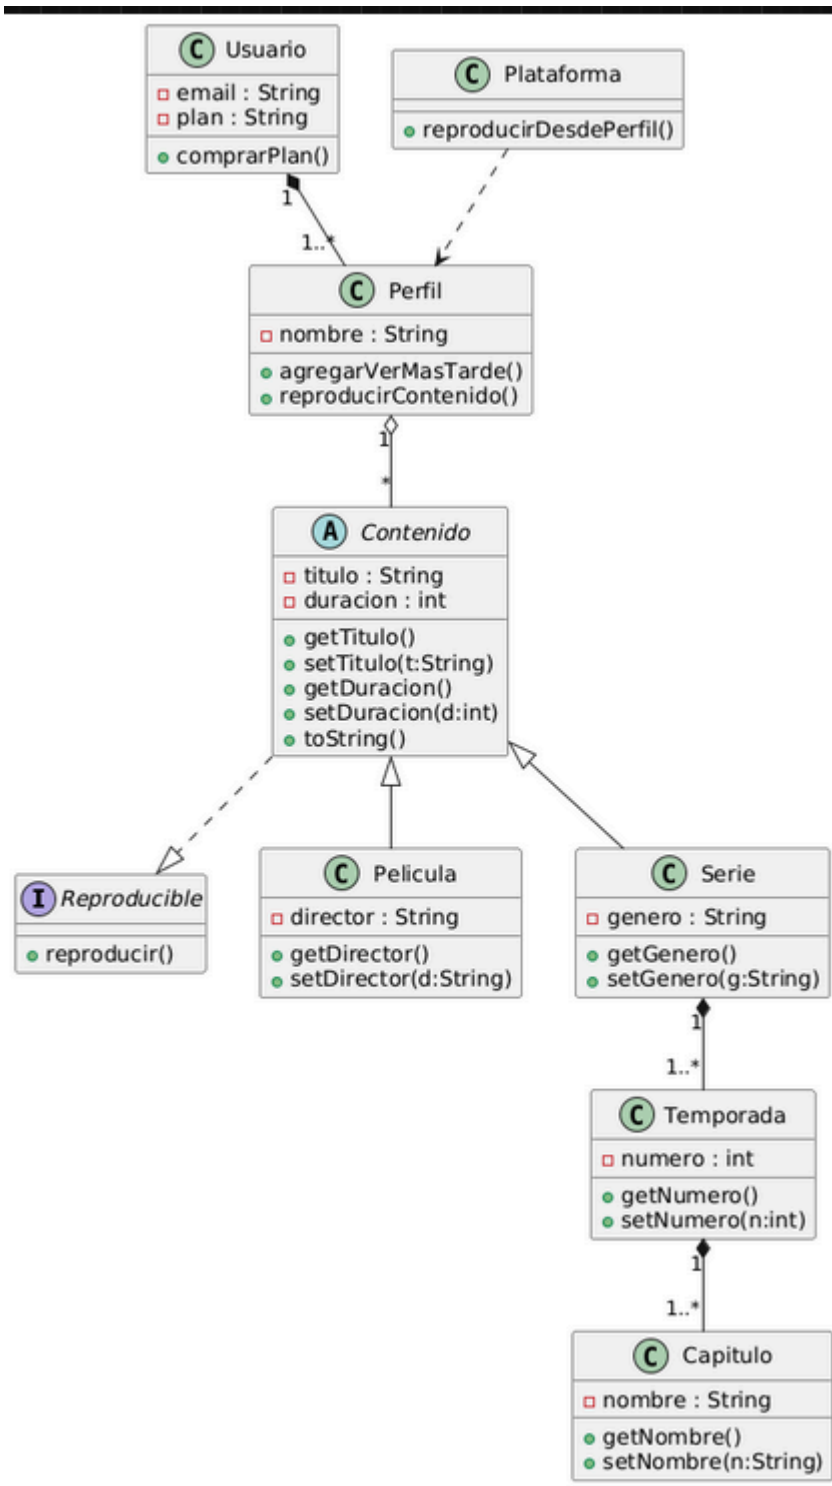 C Usuario
email : String
plan : String
comprarPlan()
C Plataforma
reproducirDesdePerfil()
1
1..*
C Perfil
nombre : String
agregarVerMasTarde()
reproducirContenido()
1
*
A Contenido
titulo : String
duracion : int
getTitulo()
setTitulo(t:String)
getDuracion()
setDuracion(d:int)
toString()
I Reproducible
reproducir()
C Pelicula
director : String
getDirector()
setDirector(d:String)
C Serie
genero : String
getGenero()
setGenero(g:String)
1
1..*
C Temporada
numero : int
getNumero()
setNumero(n:int)
1
1..*
C Capitulo
nombre : String
getNombre()
setNombre(n:String)